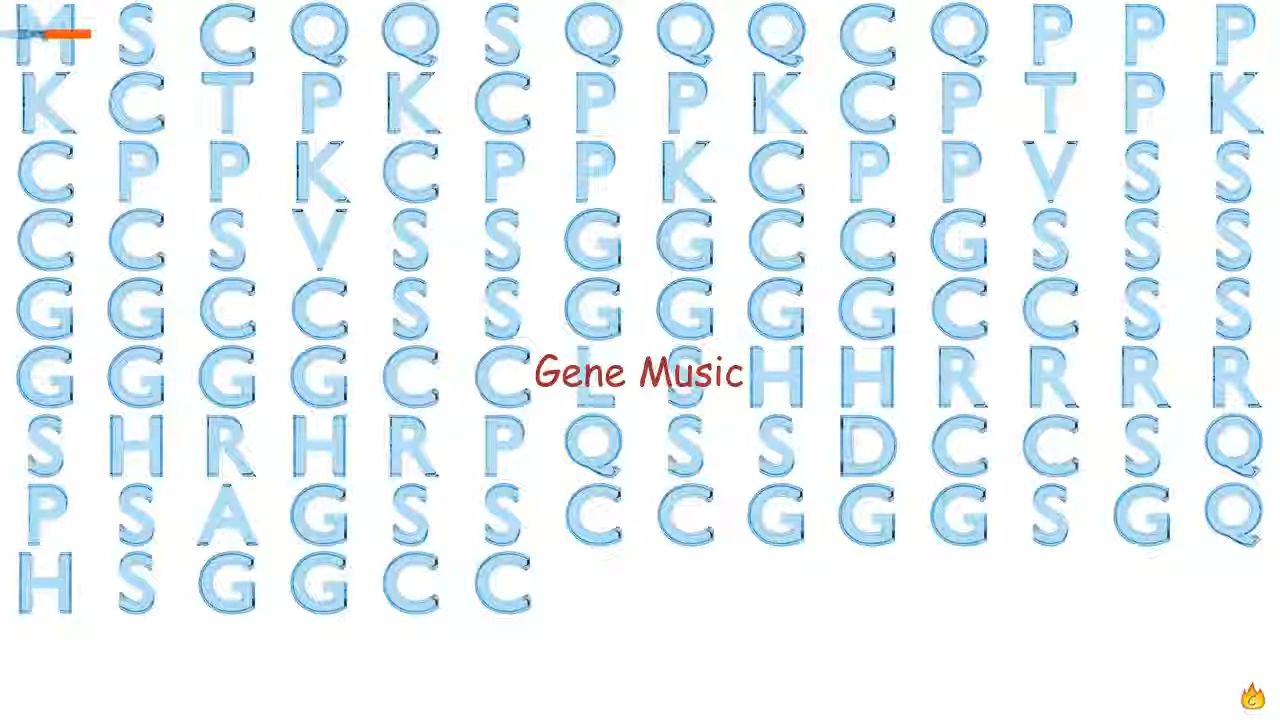 M S C Q Q S Q Q Q C Q P P P
K C T P K C P P K C P T P K
C P P K C P P K C P P V S S
C C S V S S G G C C G S S S
G G C C S S G G G G C C S S
G G G G C C L S H H R R R R
Gene Music
S H R H R P Q S S D C C S Q
P S A G S S C C G G G S G Q
H S G G C C